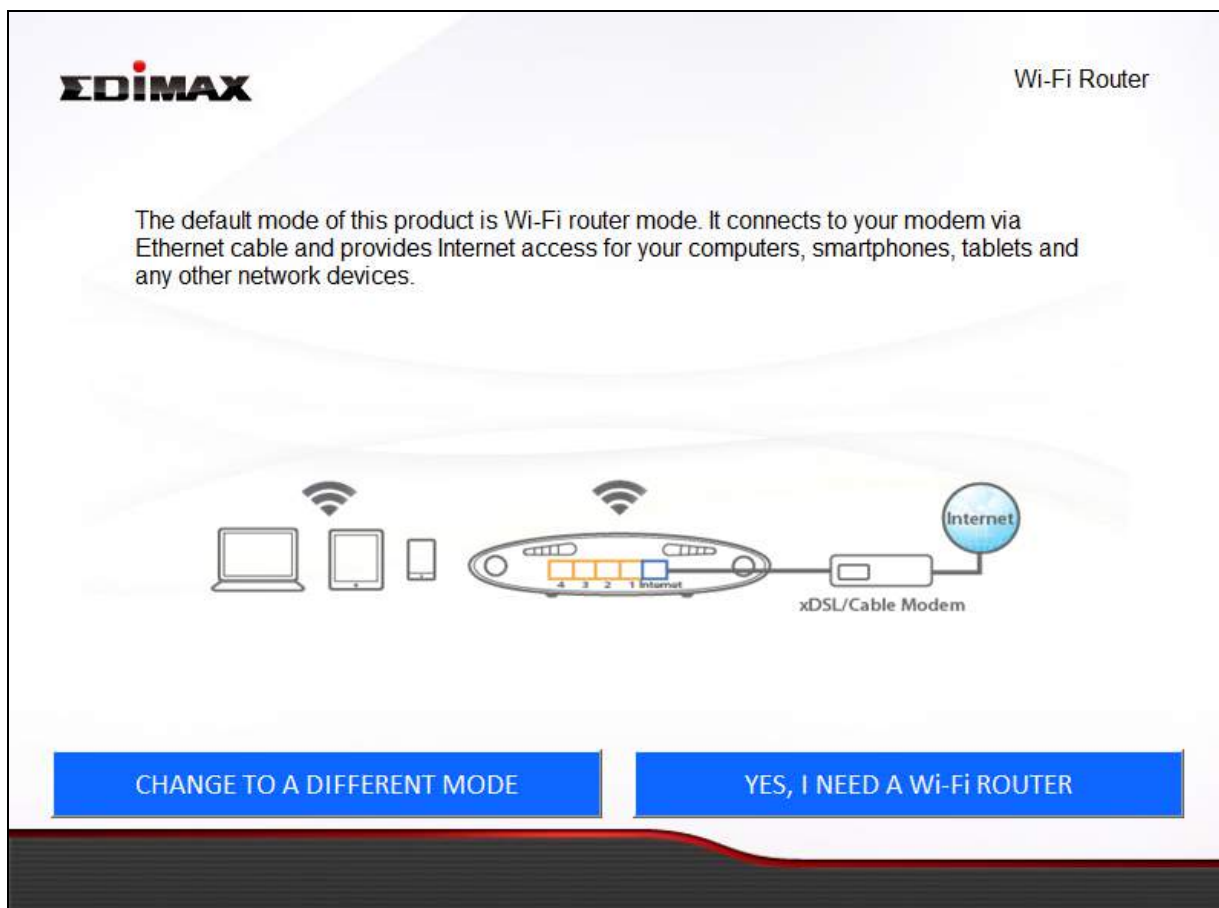 EDIMAX
Wi-Fi Router
The default mode of this product is Wi-Fi router mode. It connects to your modem via
Ethernet cable and provides Internet access for your computers, smartphones, tablets and
any other network devices.
Internet
4 3 2 1 Internet
xDSL/Cable Modem
CHANGE TO A DIFFERENT MODE
YES, I NEED A Wi-Fi ROUTER